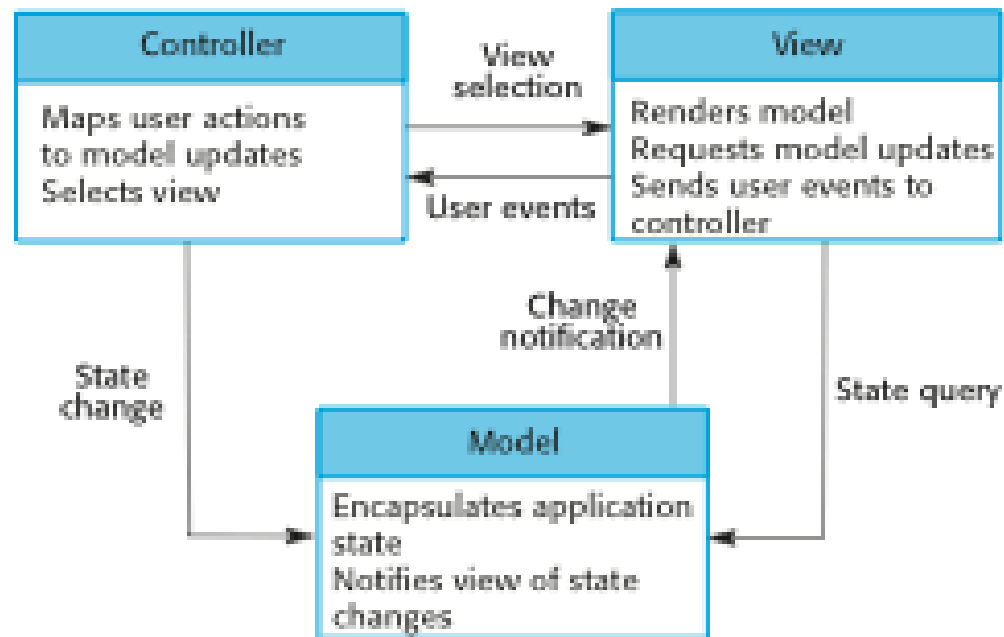 Controller
Maps user actions
to model updates
Selects view
View
selection
User events
View
Renders model
Requests model updates
Sends user events to
controller
State
change
Change
notification
State query
Model
Encapsulates application
state
Notifies view of state
changes